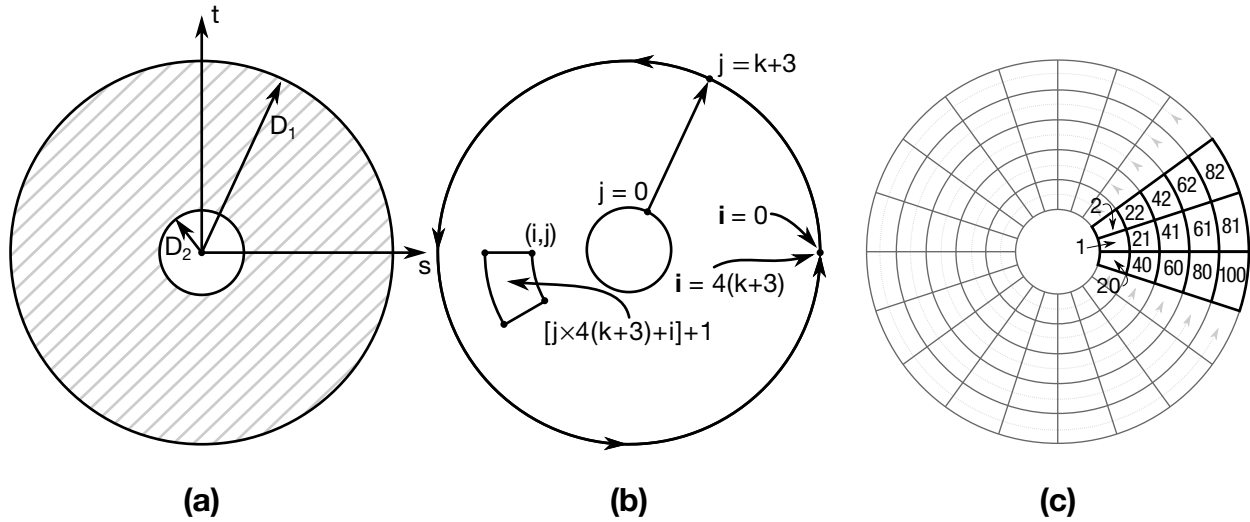 t
D₁
D₂
s
(a)
j = k+3
j = 0
i = 0
(i,j)
i = 4(k+3)
[j×4(k+3)+i]+1
(b)
82
62
42
2
22
81
61
41
21
1
40
60
80
100
20
(c)